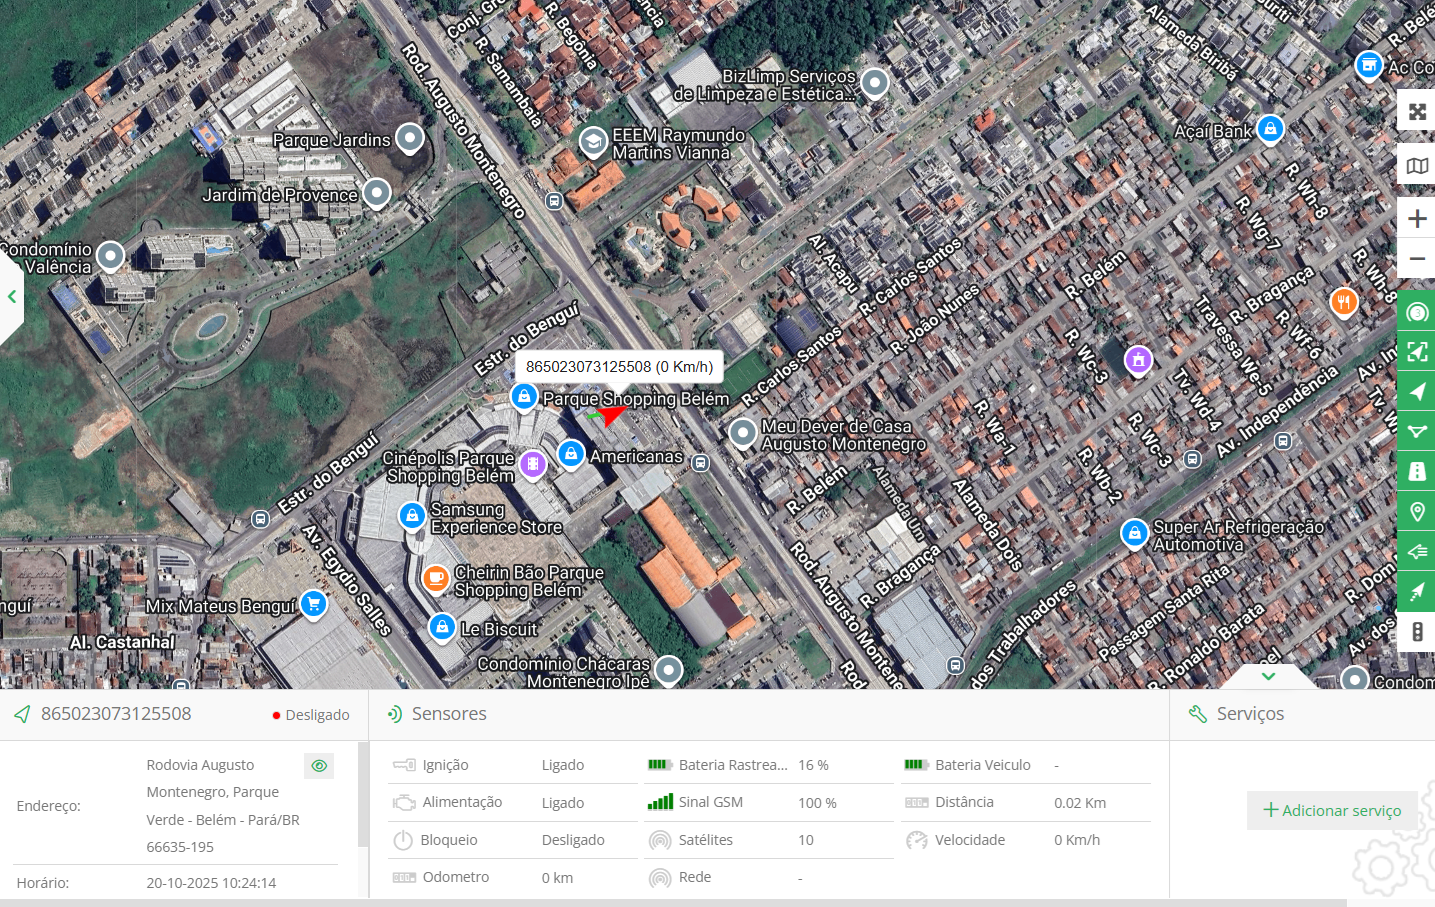 Conj. Gr
R. Begônia
ência
R. Samambaia
Rod. Augusto Montenegro
Alameda Biribá
Buriti
R. Belé
Ac Co
BizLimp Serviços
de Limpeza e Estética...
Açaí Bank
Parque Jardins
EEEM Raymundo
Martins Vianna
Jardim de Provence
R. Wh-8
R. Wg-7
Condomínio
Valência
Al. Acapu
R. Carlos Santos
R. João Nunes
R. Belém
R. Bragança
R. Wh-8
Travessa We-5
R. Wf-6
Estr. do Benguí
R. Carlos Santos
R. Wc-3
Av. In
865023073125508 (0 Km/h)
Parque Shopping Belém
Tv. Wd-4
Av. Independência
Tv. W
Meu Dever de Casa
Augusto Montenegro
R. Wa-1
R. Wc-3
Cinépolis Parque
Shopping Belém
Americanas
Estr. do Benguí
R. Belém
Alameda Um
Alameda Dois
R. Wb-2
Samsung
Experience Store
Super Ar Refrigeração
Automotiva
Av. Egydio Salles
Rod. Augusto Montene
R. Bragança
Cheirin Bão Parque
Shopping Belém
R. Dom
nguí
Mix Mateus Benguí
Le Biscuit
dos Trabalhadores
Passagem Santa Rita
R. Ronaldo Barata
Av. dos
Al. Castanhal
Condomínio Chácaras
Montenegro Ipê
Rod
nel
Condom
865023073125508
Desligado
Sensores
Serviços
Endereço:
Rodovia Augusto
Montenegro, Parque
Verde - Belém - Pará/BR
66635-195
Horário:
20-10-2025 10:24:14
Ignição Ligado
Bateria Rastrea... 16 %
Bateria Veiculo -
Alimentação Ligado
Sinal GSM 100 %
Distância 0.02 Km
Bloqueio Desligado
Satélites 10
Velocidade 0 Km/h
Odometro 0 km
Rede -
+ Adicionar serviço